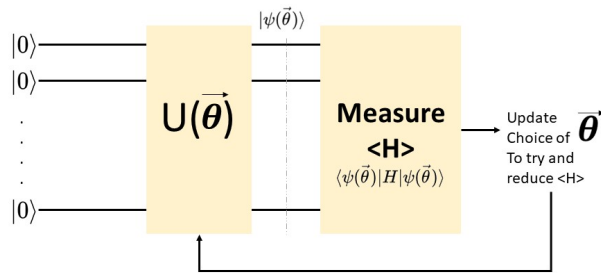 |ψ(θ⃗)⟩
|0⟩
|0⟩
.
.
.
.
|0⟩
U(θ⃗)
Measure
<H>
⟨ψ(θ⃗)|H|ψ(θ⃗)⟩
Update
Choice of θ⃗
To try and
reduce <H>